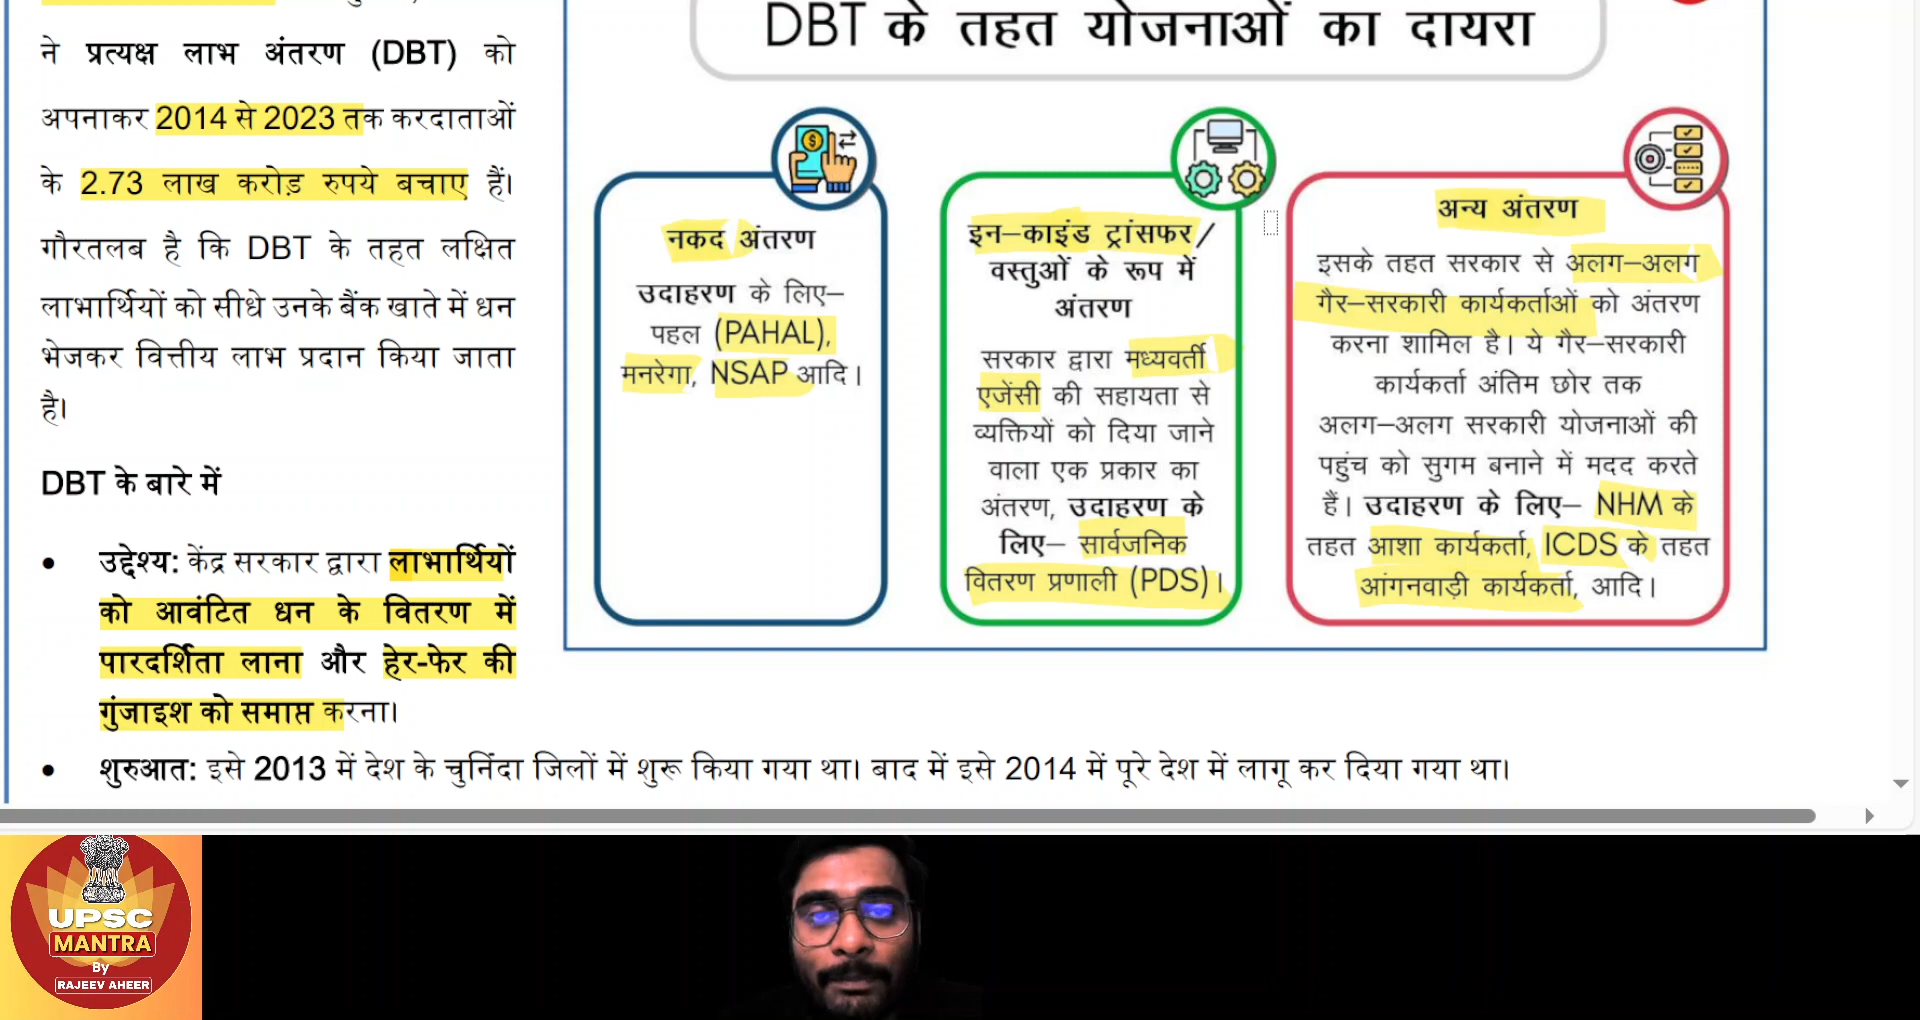 ने प्रत्यक्ष लाभ अंतरण (DBT) को
अपनाकर 2014 से 2023 तक करदाताओं
के 2.73 लाख करोड़ रुपये बचाए हैं।
गौरतलब है कि DBT के तहत लक्षित
लाभार्थियों को सीधे उनके बैंक खाते में धन
भेजकर वित्तीय लाभ प्रदान किया जाता
है।
DBT के बारे में
• उद्देश्य: केंद्र सरकार द्वारा लाभार्थियों
को आवंटित धन के वितरण में
पारदर्शिता लाना और हेर-फेर की
गुंजाइश को समाप्त करना।
DBT के तहत योजनाओं का दायरा
नकद अंतरण
उदाहरण के लिए–
पहल (PAHAL),
मनरेगा, NSAP आदि।
इन–काइंड ट्रांसफर/
वस्तुओं के रूप में
अंतरण
सरकार द्वारा मध्यवर्ती
एजेंसी की सहायता से
व्यक्तियों को दिया जाने
वाला एक प्रकार का
अंतरण, उदाहरण के
लिए– सार्वजनिक
वितरण प्रणाली (PDS)।
अन्य अंतरण
इसके तहत सरकार से अलग–अलग
गैर–सरकारी कार्यकर्ताओं को अंतरण
करना शामिल है। ये गैर–सरकारी
कार्यकर्ता अंतिम छोर तक
अलग–अलग सरकारी योजनाओं की
पहुंच को सुगम बनाने में मदद करते
हैं। उदाहरण के लिए– NHM के
तहत आशा कार्यकर्ता, ICDS के तहत
आंगनवाड़ी कार्यकर्ता, आदि।
• शुरुआत: इसे 2013 में देश के चुनिंदा जिलों में शुरू किया गया था। बाद में इसे 2014 में पूरे देश में लागू कर दिया गया था।
UPSC
MANTRA
By
RAJEEV AHEER